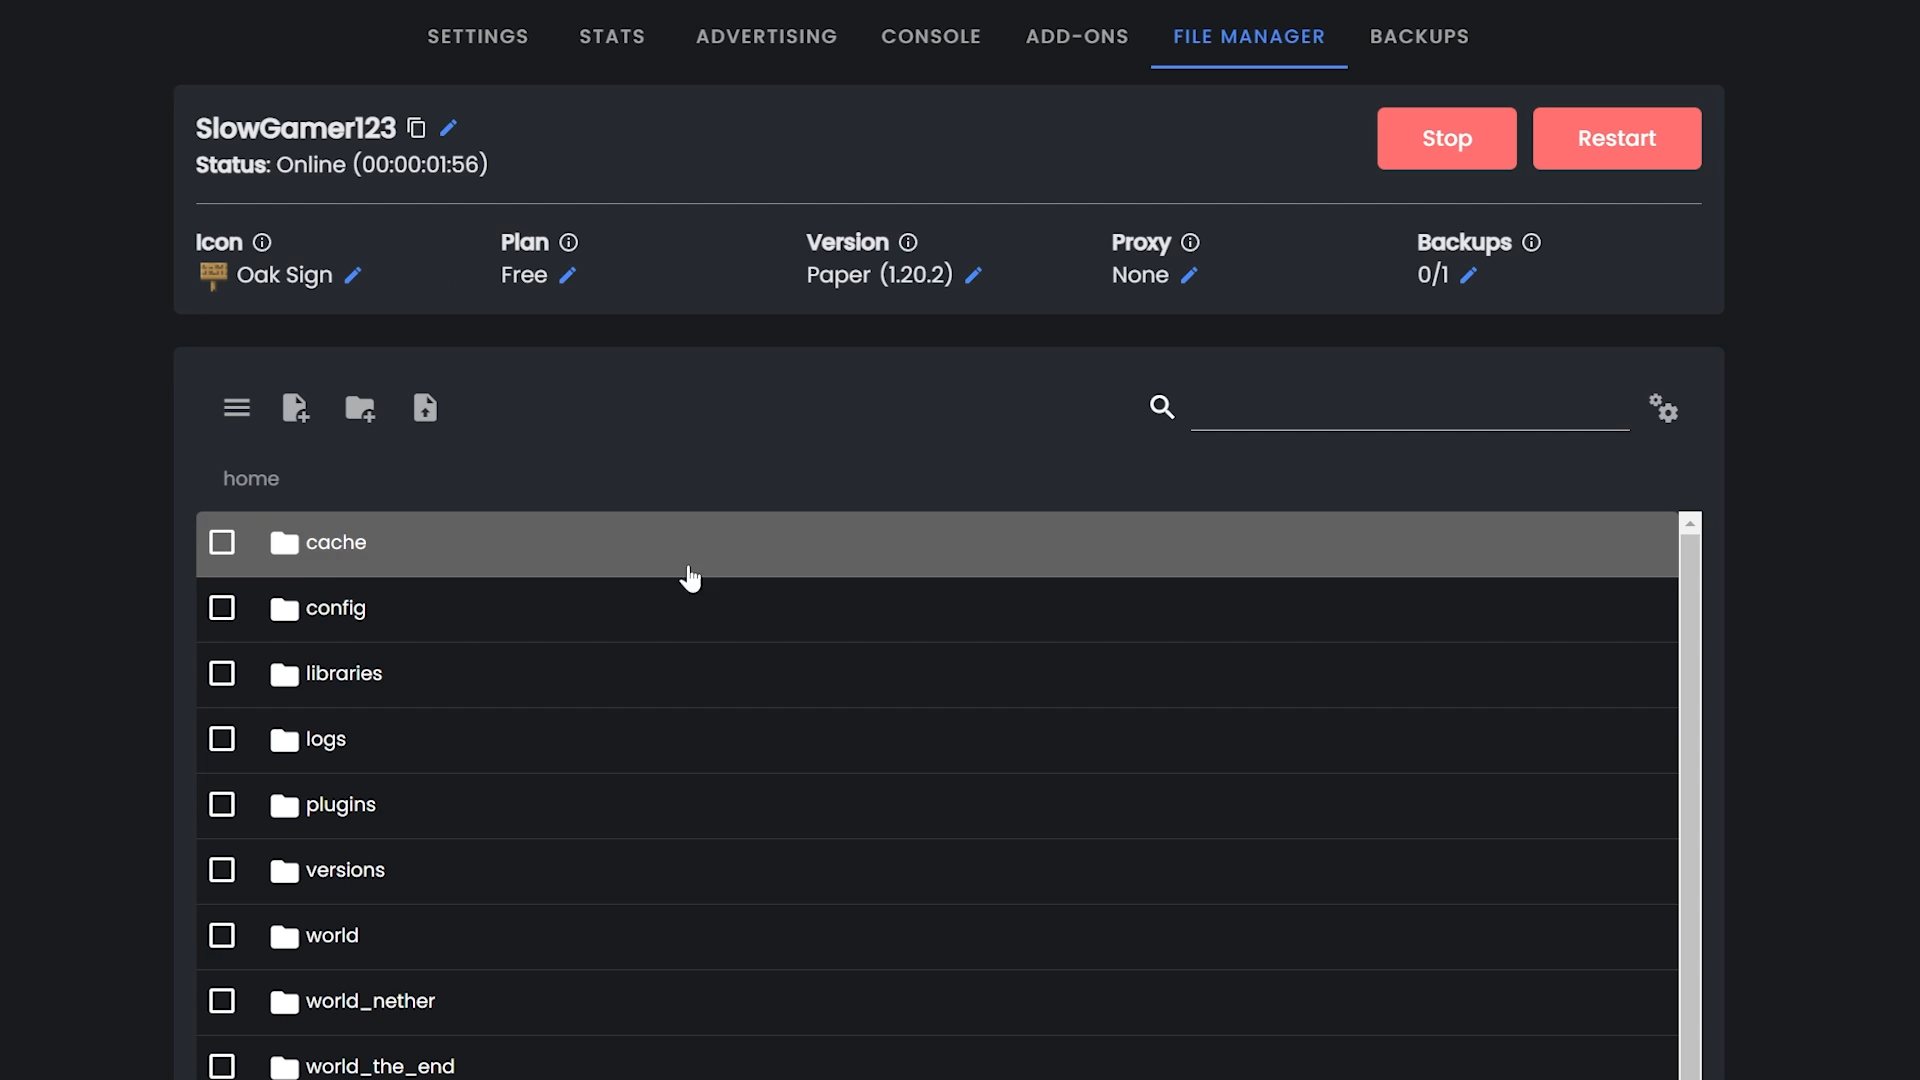 SETTINGS STATS ADVERTISING CONSOLE ADD-ONS FILE MANAGER BACKUPS
SlowGamer123
Stop Restart
Status: Online (00:00:01:56)
Icon Plan Version Proxy Backups
Oak Sign Free Paper (1.20.2) None 0/1
home
cache
config
libraries
logs
plugins
versions
world
world_nether
world_the_end